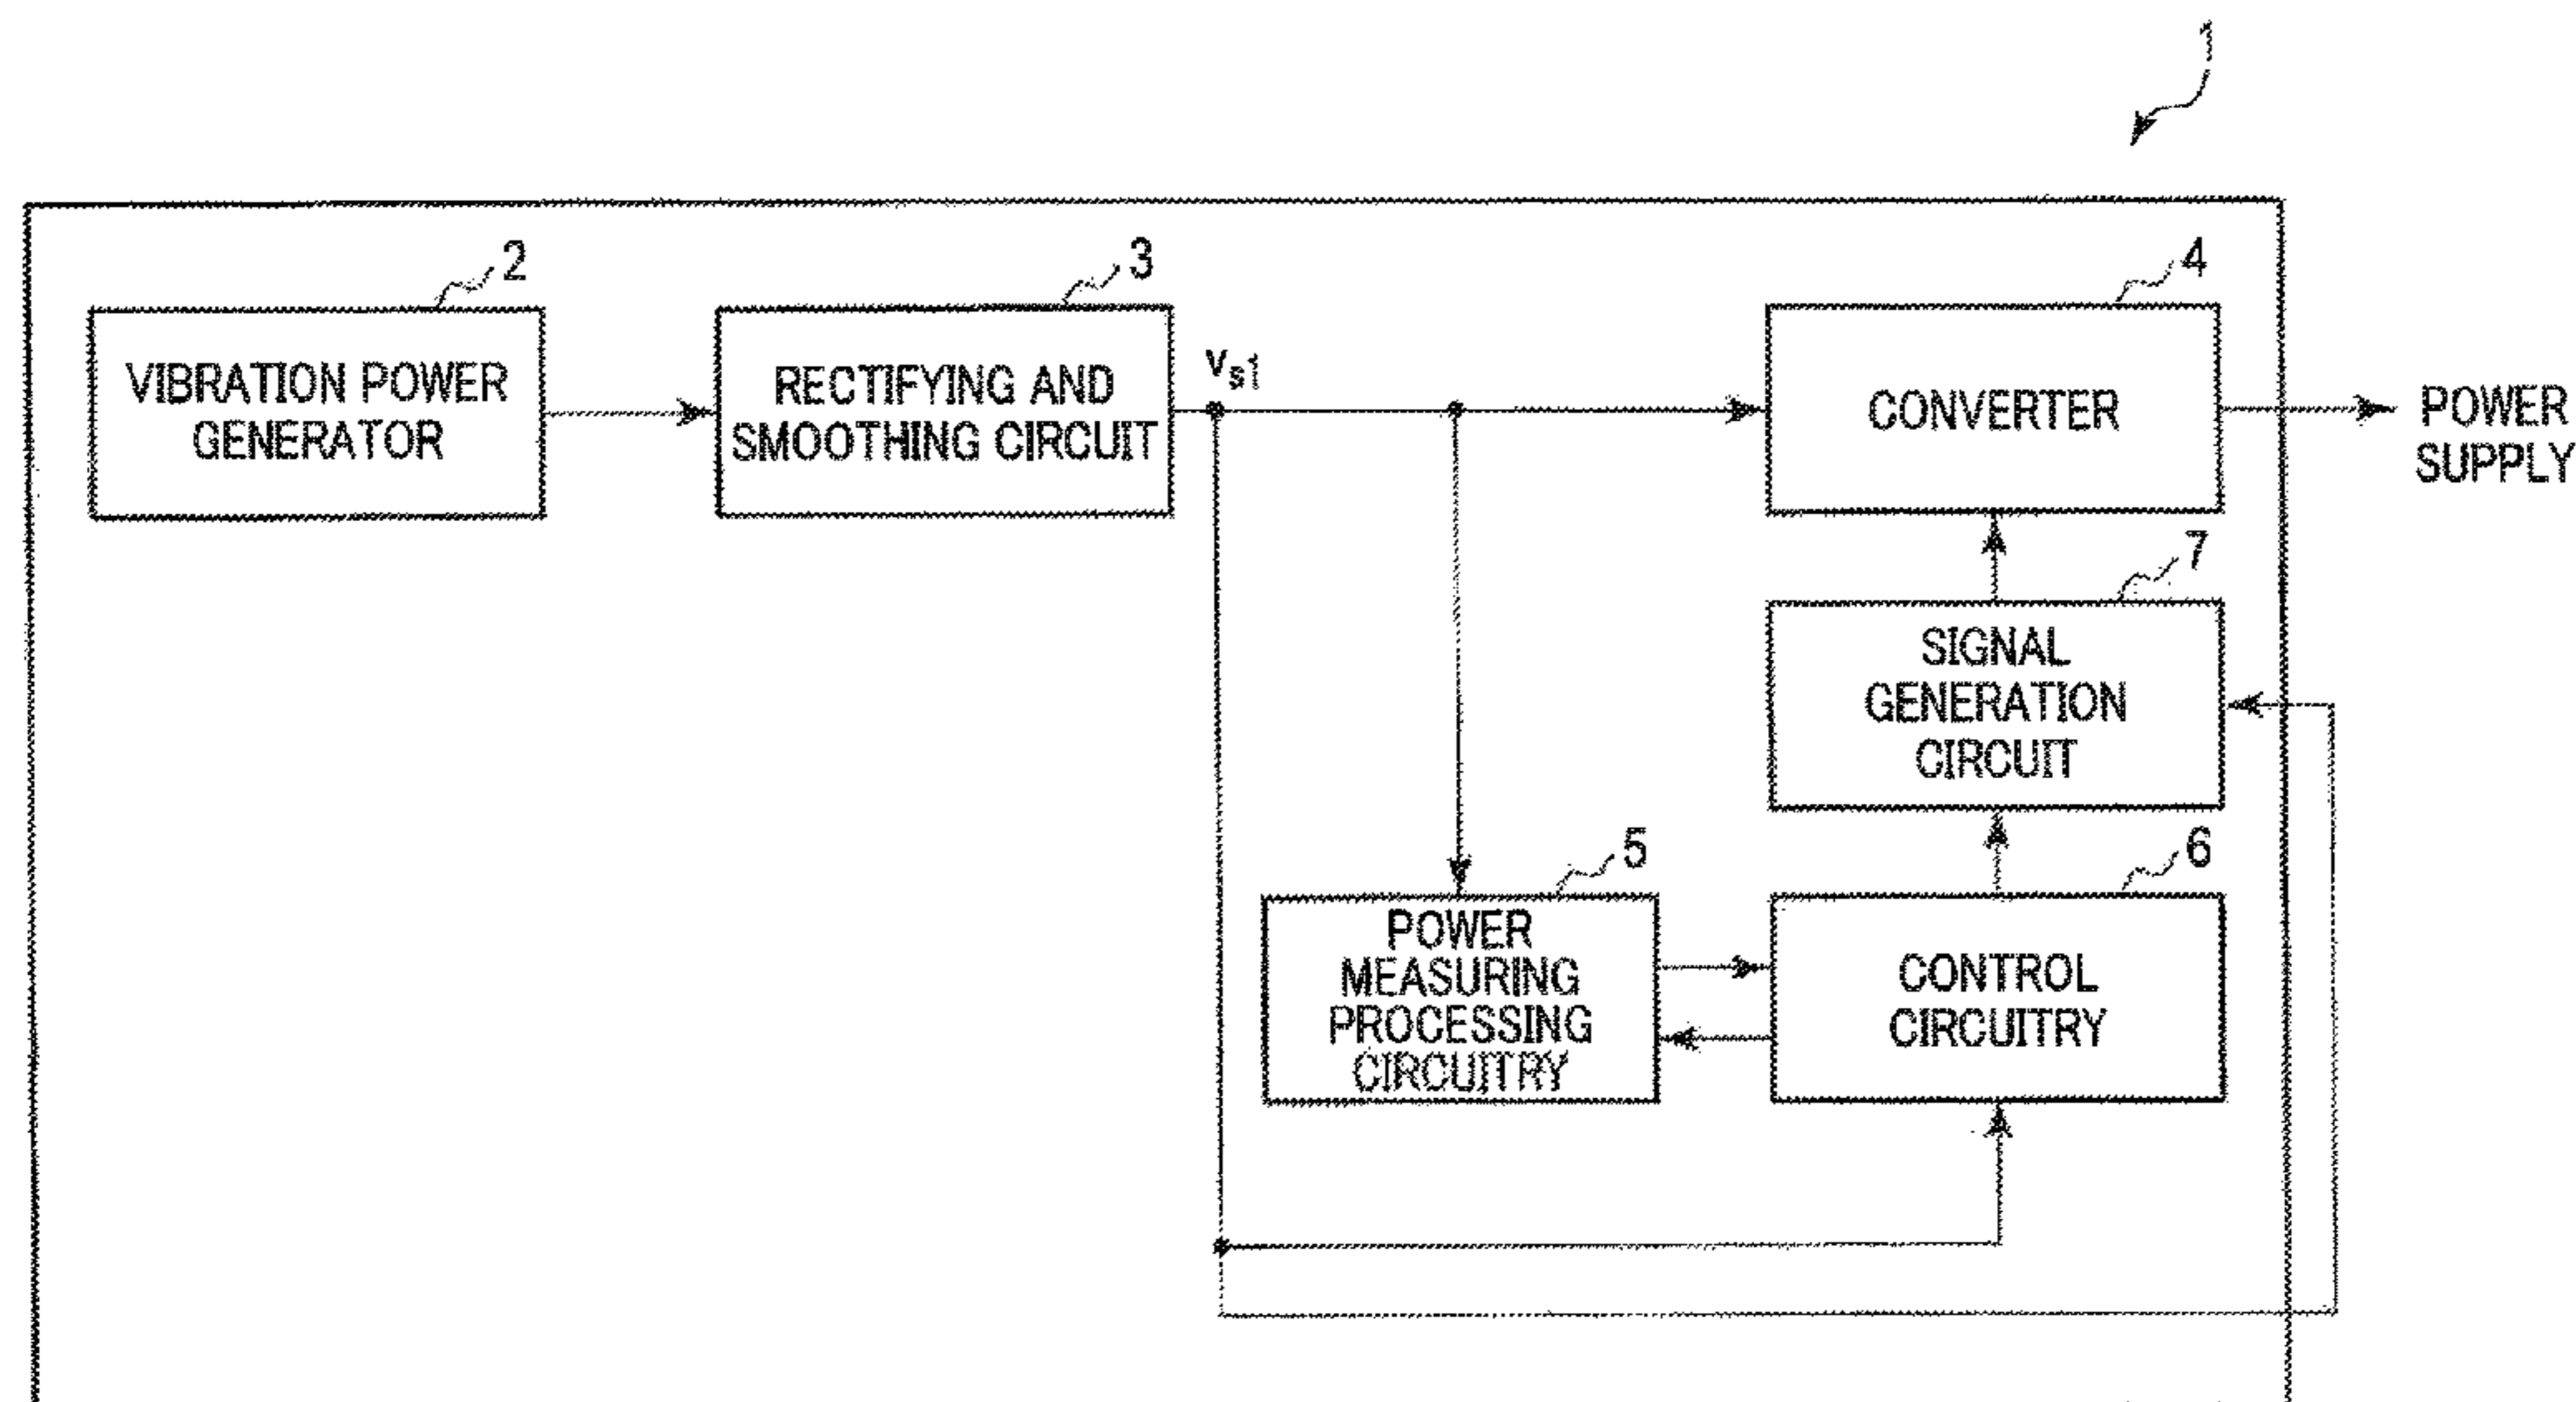 1
2
VIBRATION POWER
GENERATOR
3
RECTIFYING AND
SMOOTHING CIRCUIT
vs1
4
CONVERTER
POWER
SUPPLY
7
SIGNAL
GENERATION
CIRCUIT
5
POWER
MEASURING
PROCESSING
CIRCUITRY
6
CONTROL
CIRCUITRY